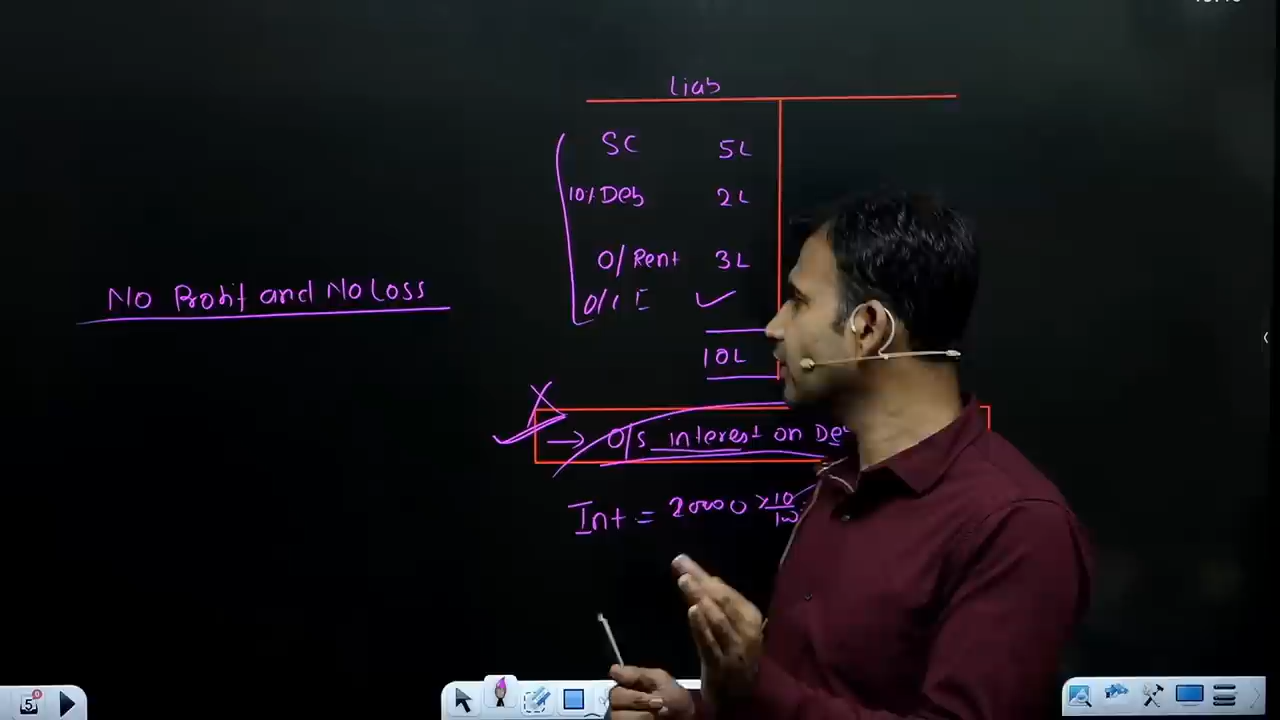 Liab
SC 5L
10% Deb 2L
O/Rent 3L
No Profit and No Loss
10L
→ O/s interest on
Int = 20000 × 10
5